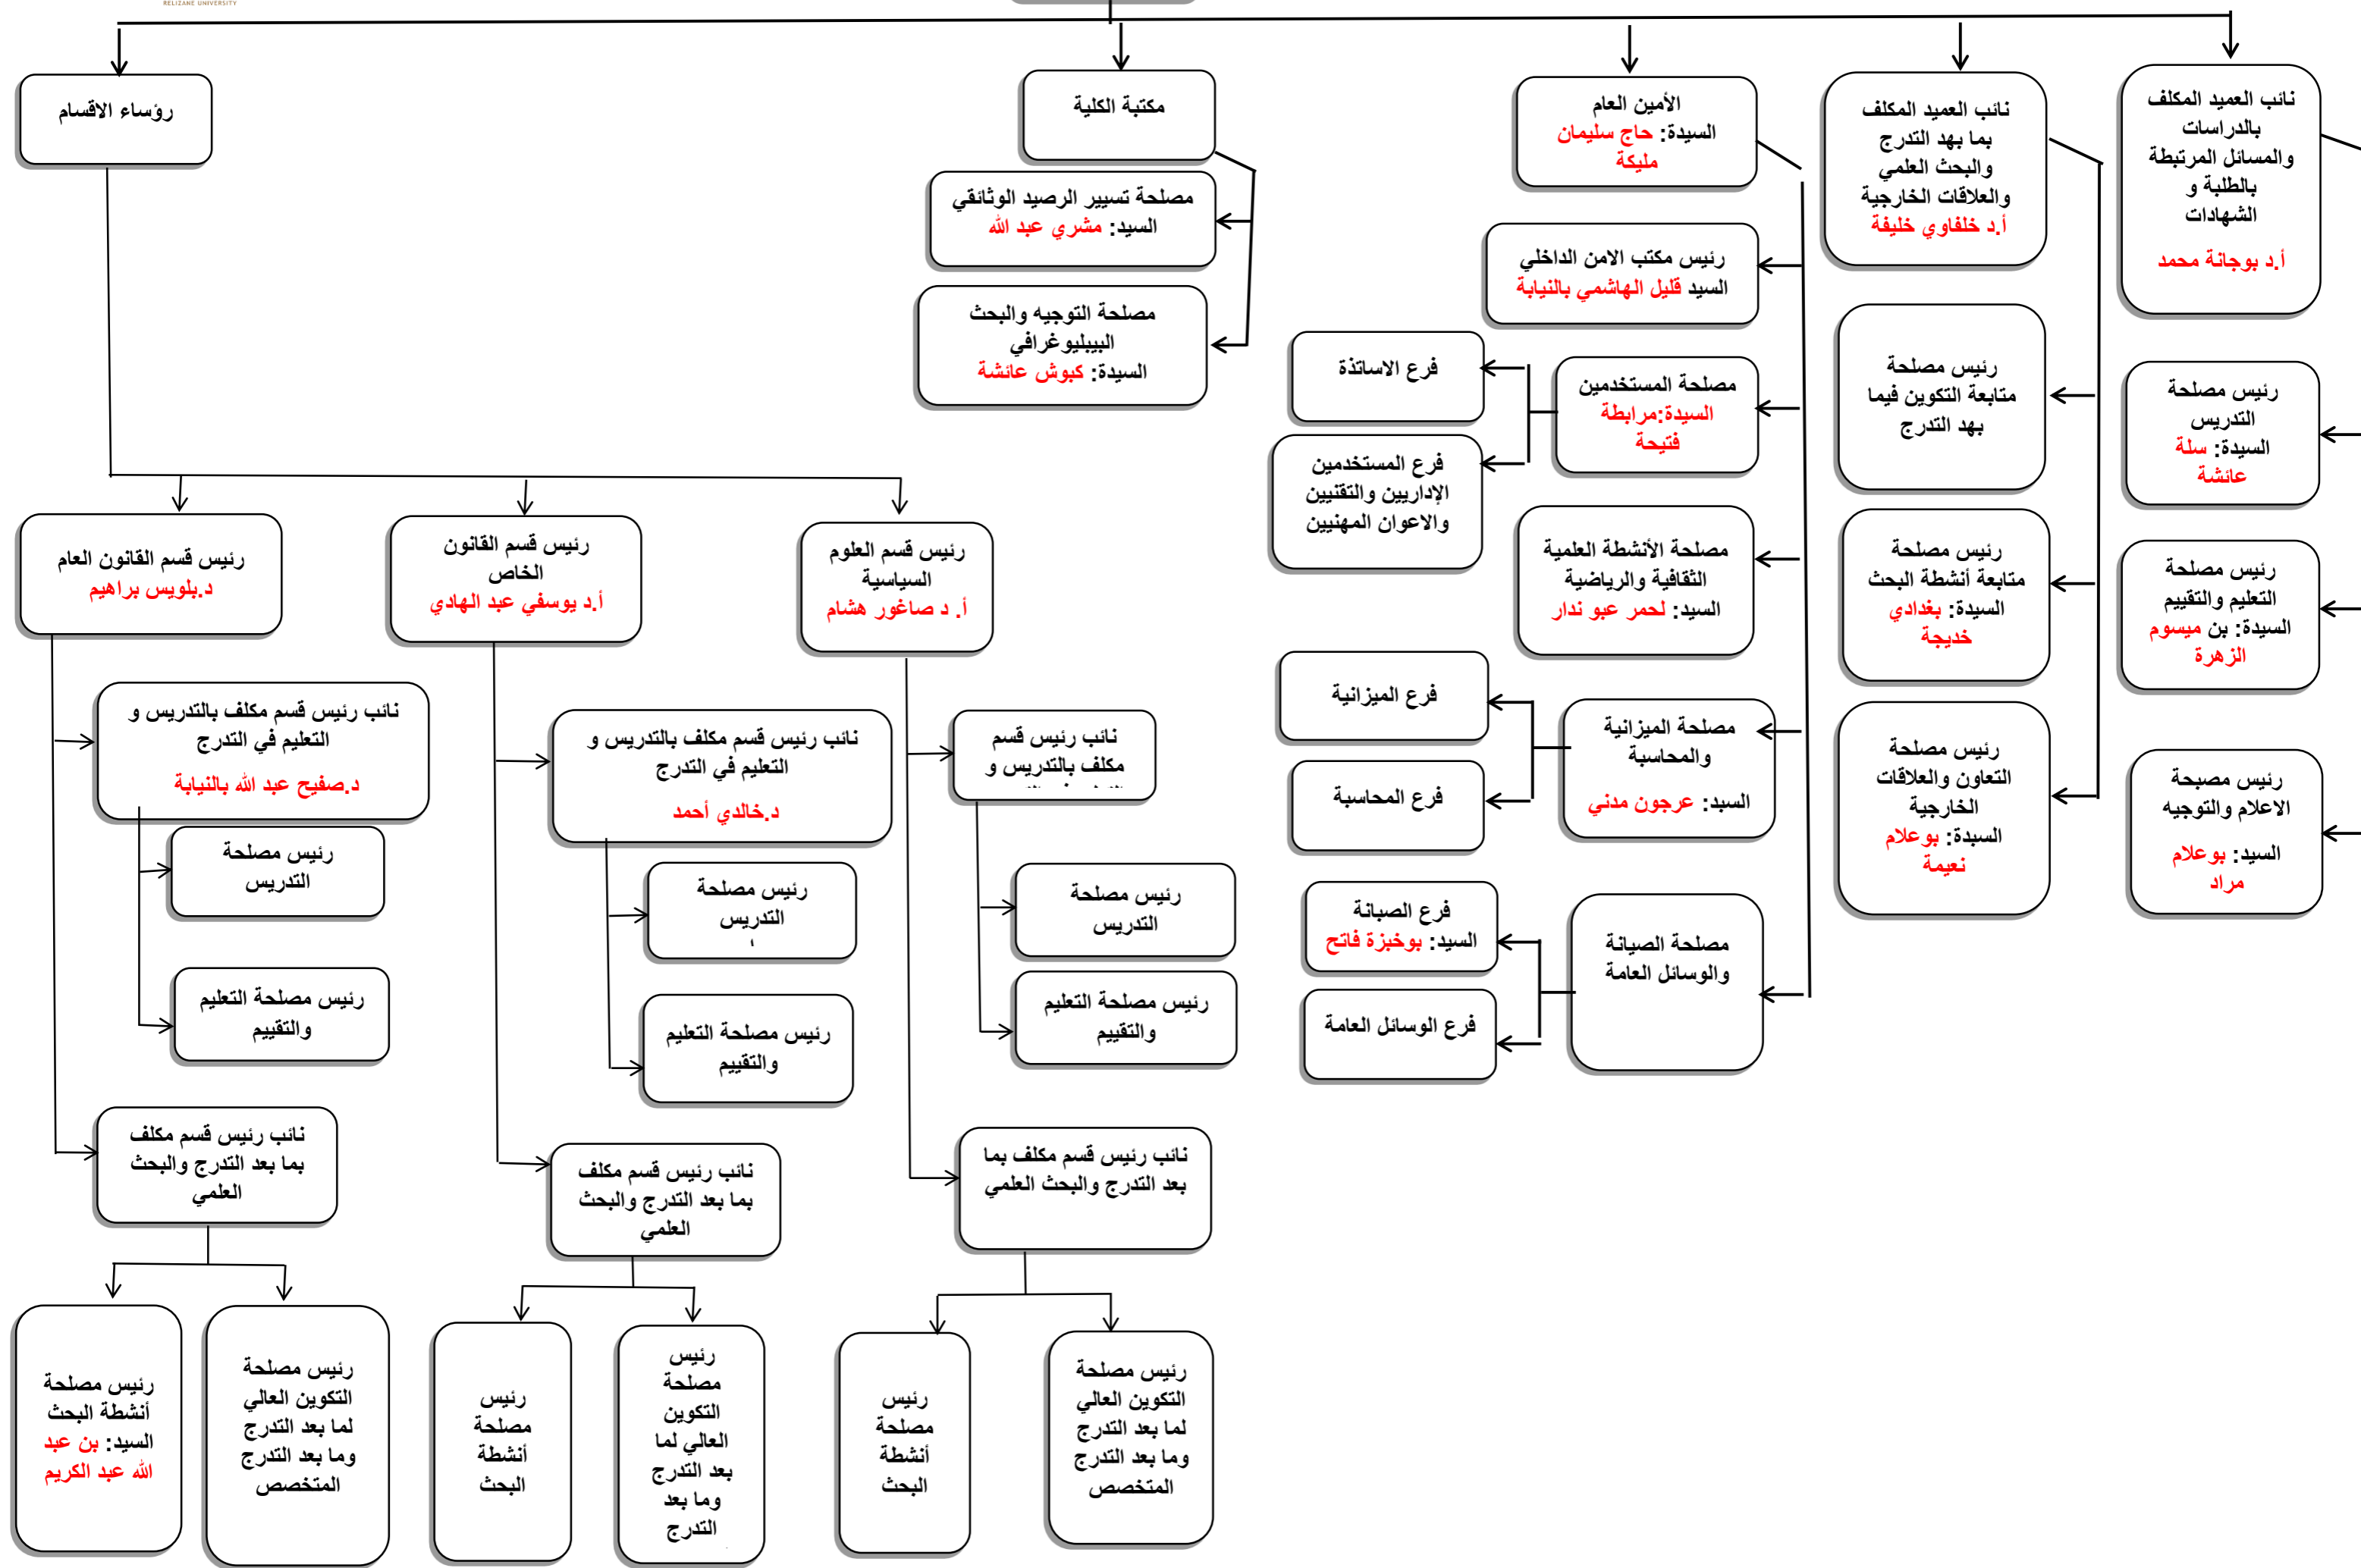 RELIZANE UNIVERSITY
نائب العميد المكلف
بالدراسات
والمسائل المرتبطة
بالطلبة و
الشهادات
أ.د بوجانة محمد
رئيس مصلحة
التدريس
السيدة: سلة
عائشة
رئيس مصلحة
التعليم والتقييم
السيدة: بن ميسوم
الزهرة
رئيس مصبحة
الاعلام والتوجيه
السيد: بوعلام
مراد
نائب العميد المكلف
بما بهد التدرج
والبحث العلمي
والعلاقات الخارجية
أ.د خلفاوي خليفة
رئيس مصلحة
متابعة التكوين فيما
بهد التدرج
رئيس مصلحة
متابعة أنشطة البحث
السيدة: بغدادي
خديجة
رئيس مصلحة
التعاون والعلاقات
الخارجية
السبدة: بوعلام
نعيمة
الأمين العام
السيدة: حاج سليمان
مليكة
رئيس مكتب الامن الداخلي
السيد قليل الهاشمي بالنيابة
مصلحة المستخدمين
السيدة:مرابطة
فتيحة
فرع الاساتذة
فرع المستخدمين
الإداريين والتقنيين
والاعوان المهنيين
مصلحة الأنشطة العلمية
الثقافية والرياضية
السيد: لحمر عبو ندار
مصلحة الميزانية
والمحاسبة
السبد: عرجون مدني
فرع الميزانية
فرع المحاسبة
مصلحة الصيانة
والوسائل العامة
فرع الصبانة
السيد: بوخبزة فاتح
فرع الوسائل العامة
مكتبة الكلية
مصلحة تسيير الرصيد الوثائقي
السيد: مشري عبد الله
مصلحة التوجيه والبحث
البيبليوغرافي
السيدة: كبوش عائشة
رؤساء الاقسام
رئيس قسم العلوم
السياسية
أ. د صاغور هشام
نائب رئيس قسم
مكلف بالتدريس و
رئيس مصلحة
التدريس
رئيس مصلحة التعليم
والتقييم
نائب رئيس قسم مكلف بما
بعد التدرج والبحث العلمي
رئيس مصلحة
التكوين العالي
لما بعد التدرج
وما بعد التدرج
المتخصص
رئيس
مصلحة
أنشطة
البحث
رئيس قسم القانون
الخاص
أ.د يوسفي عبد الهادي
نائب رئيس قسم مكلف بالتدريس و
التعليم في التدرج
د.خالدي أحمد
رئيس مصلحة
التدريس
رئيس مصلحة التعليم
والتقييم
نائب رئيس قسم مكلف
بما بعد التدرج والبحث
العلمي
رئيس
مصلحة
التكوين
العالي لما
بعد التدرج
وما بعد
التدرج
رئيس
مصلحة
أنشطة
البحث
رئيس قسم القانون العام
د.بلويس براهيم
نائب رئيس قسم مكلف بالتدريس و
التعليم في التدرج
د.صفيح عبد الله بالنيابة
رئيس مصلحة
التدريس
رئيس مصلحة التعليم
والتقييم
نائب رئيس قسم مكلف
بما بعد التدرج والبحث
العلمي
رئيس مصلحة
التكوين العالي
لما بعد التدرج
وما بعد التدرج
المتخصص
رئيس مصلحة
أنشطة البحث
السيد: بن عبد
الله عبد الكريم